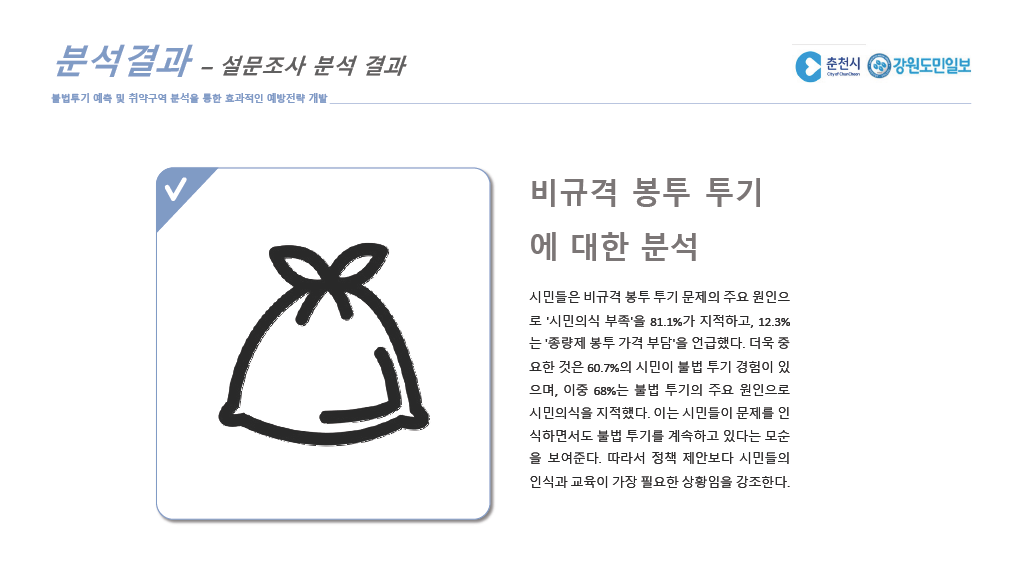 분석결과 – 설문조사 분석 결과
춘천시
City of ChunCheon
강원도민일보
불법투기 예측 및 취약구역 분석을 통한 효과적인 예방전략 개발
비규격 봉투 투기
에 대한 분석
시민들은 비규격 봉투 투기 문제의 주요 원인으
로 '시민의식 부족'을 81.1%가 지적하고, 12.3%
는 '종량제 봉투 가격 부담'을 언급했다. 더욱 중
요한 것은 60.7%의 시민이 불법 투기 경험이 있
으며, 이중 68%는 불법 투기의 주요 원인으로
시민의식을 지적했다. 이는 시민들이 문제를 인
식하면서도 불법 투기를 계속하고 있다는 모순
을 보여준다. 따라서 정책 제안보다 시민들의
인식과 교육이 가장 필요한 상황임을 강조한다.